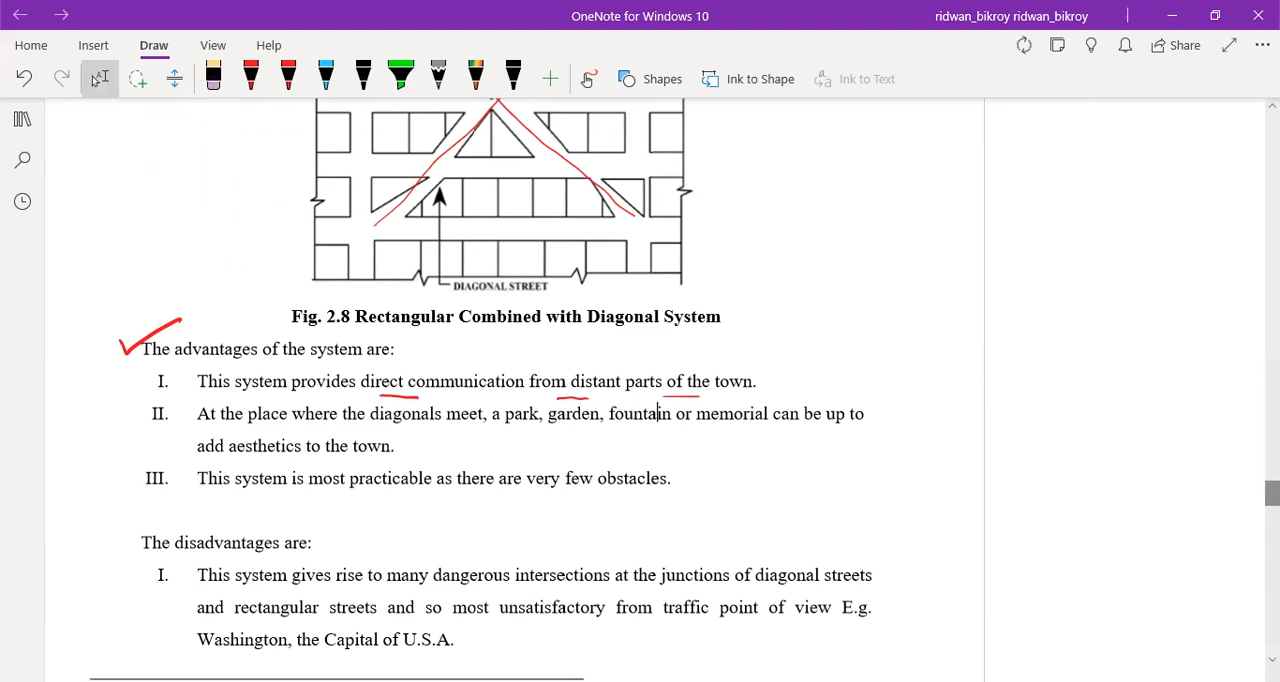 OneNote for Windows 10
ridwan_bikroy ridwan_bikroy
Home Insert Draw View Help
Share
Shapes Ink to Shape Ink to Text
DIAGONAL STREET
Fig. 2.8 Rectangular Combined with Diagonal System
The advantages of the system are:
I. This system provides direct communication from distant parts of the town.
II. At the place where the diagonals meet, a park, garden, fountain or memorial can be up to
add aesthetics to the town.
III. This system is most practicable as there are very few obstacles.
The disadvantages are:
I. This system gives rise to many dangerous intersections at the junctions of diagonal streets
and rectangular streets and so most unsatisfactory from traffic point of view E.g.
Washington, the Capital of U.S.A.